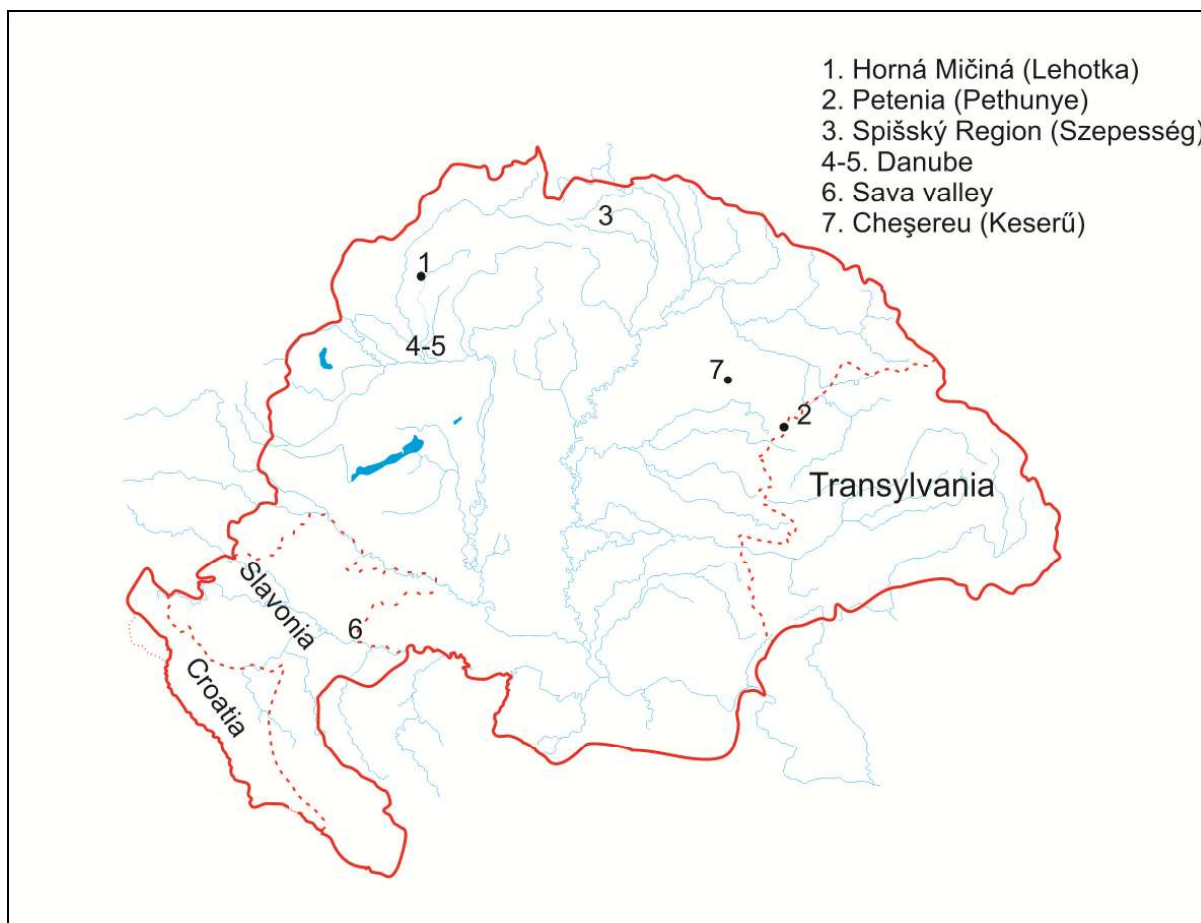 1. Horná Mičiná (Lehotka)
2. Petenia (Pethunye)
3. Spišský Region (Szepesség)
4-5. Danube
6. Sava valley
7. Cheşereu (Keserű)
3
1
4-5
7
2
Transylvania
Slavonia
6
Croatia